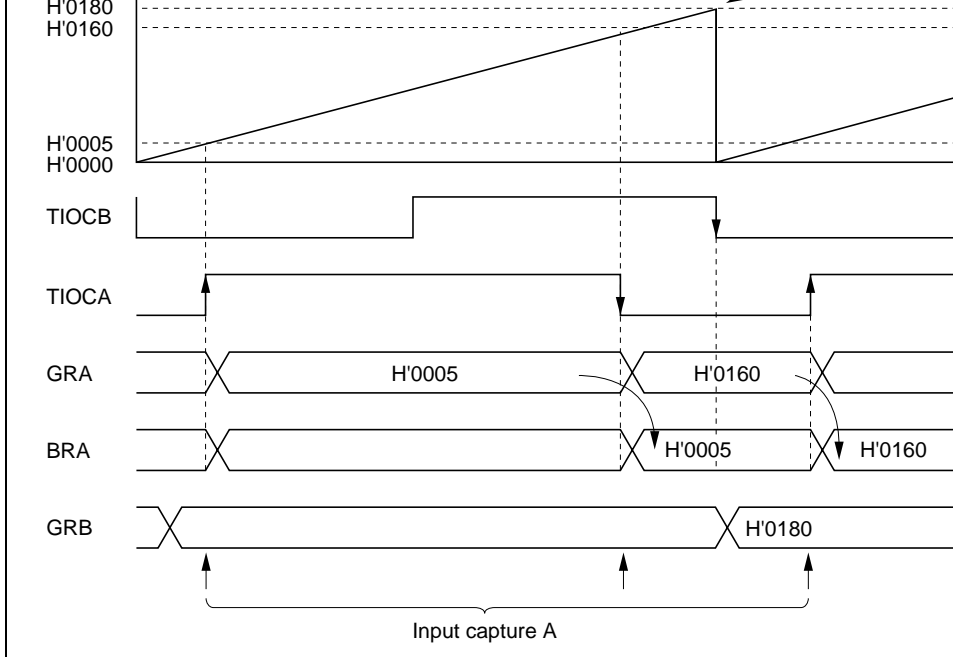 H'0180
H'0160
H'0005
H'0000
TIOCB
TIOCA
GRA H'0005 H'0160
BRA H'0005 H'0160
GRB H'0180
Input capture A